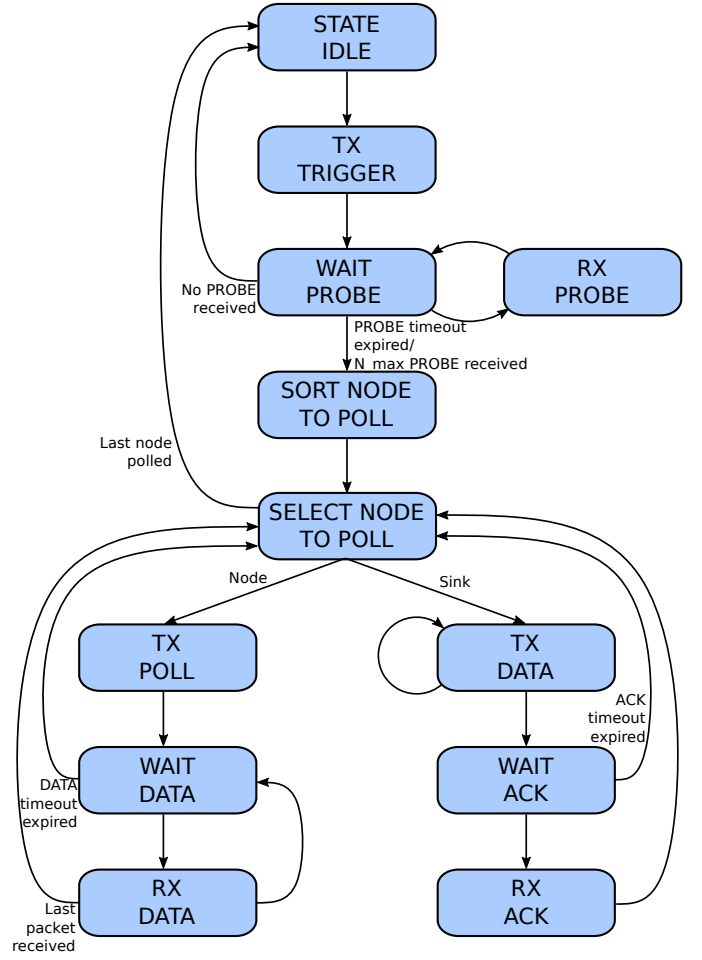 STATE
IDLE
TX
TRIGGER
WAIT
PROBE
RX
PROBE
No PROBE
received
PROBE timeout
expired/
N_max PROBE received
SORT NODE
TO POLL
Last node
polled
SELECT NODE
TO POLL
Node
Sink
TX
POLL
TX
DATA
ACK
timeout
expired
WAIT
DATA
WAIT
ACK
DATA
timeout
expired
RX
DATA
RX
ACK
Last
packet
received